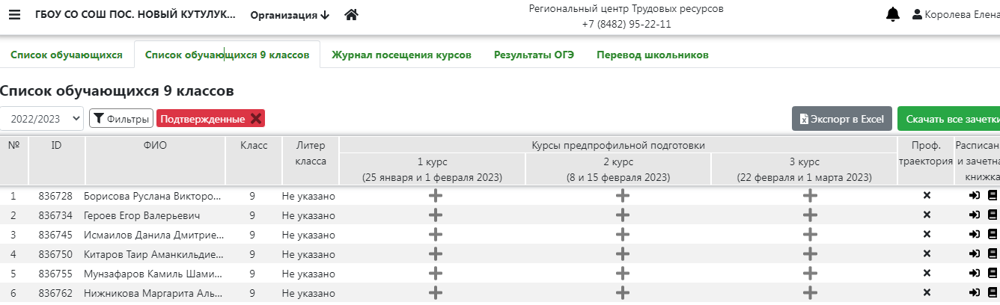 ГБОУ СО СОШ ПОС. НОВЫЙ КУТУЛУК... Организация Региональный центр Трудовых ресурсов Королева Елена
+7 (8482) 95-22-11
Список обучающихся Список обучающихся 9 классов Журнал посещения курсов Результаты ОГЭ Перевод школьников
Список обучающихся 9 классов
2022/2023 Фильтры Подтвержденные Экспорт в Excel Скачать все зачетки
№ ID ФИО Класс Литер класса Курсы предпрофильной подготовки Проф. траектория Расписан и зачетна книжка
1 курс (25 января и 1 февраля 2023) 2 курс (8 и 15 февраля 2023) 3 курс (22 февраля и 1 марта 2023)
1 836728 Борисова Руслана Викторо... 9 Не указано
2 836734 Героев Егор Валерьевич 9 Не указано
3 836745 Исмаилов Данила Дмитрие... 9 Не указано
4 836750 Китаров Таир Аманкильдие... 9 Не указано
5 836755 Мунзафаров Камиль Шами... 9 Не указано
6 836762 Нижникова Маргарита Аль... 9 Не указано